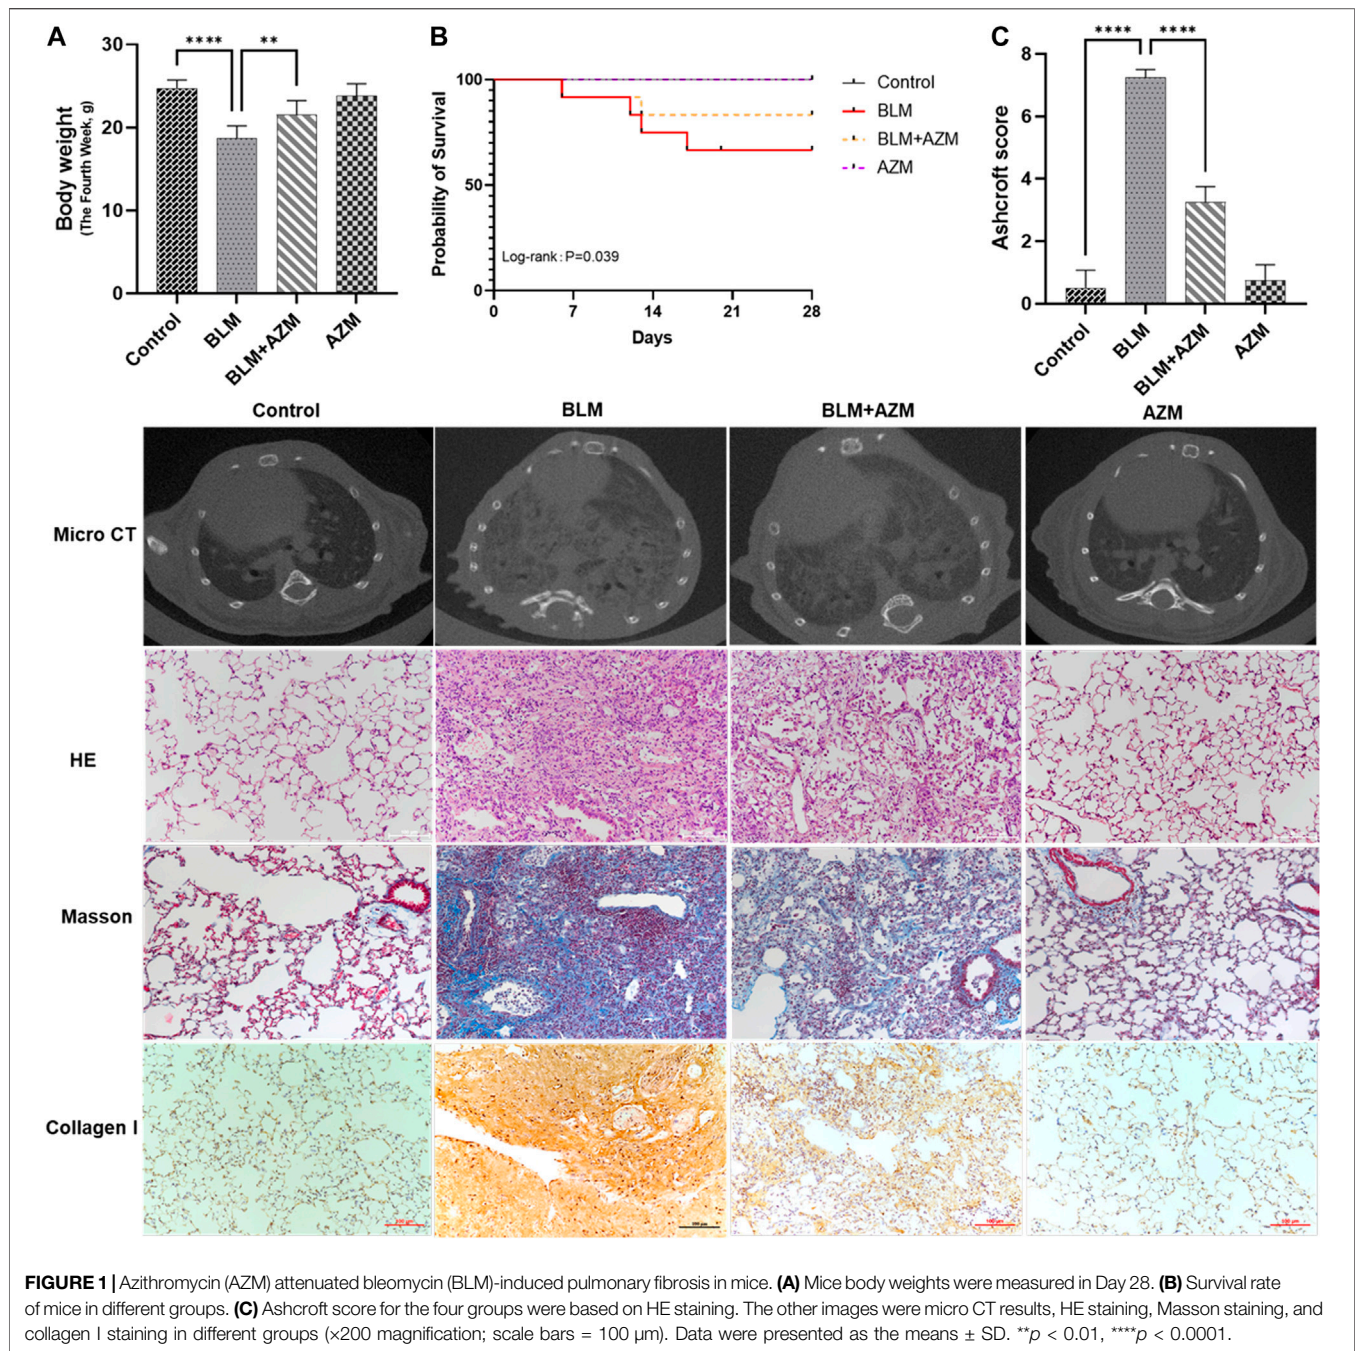 A
30
20
10
0
Body weight
(The Fourth Week, g)
****
**
Control
BLM
BLM+AZM
AZM
B
100
50
0
Probability of Survival
Log-rank: P=0.039
0 7 14 21 28
Days
Control
BLM
BLM+AZM
AZM
C
8
6
4
2
0
Ashcroft score
****
****
Control
BLM
BLM+AZM
AZM
Control BLM BLM+AZM AZM
Micro CT
HE
Masson
Collagen I
FIGURE 1 | Azithromycin (AZM) attenuated bleomycin (BLM)-induced pulmonary fibrosis in mice. (A) Mice body weights were measured in Day 28. (B) Survival rate
of mice in different groups. (C) Ashcroft score for the four groups were based on HE staining. The other images were micro CT results, HE staining, Masson staining, and
collagen I staining in different groups (×200 magnification; scale bars = 100 μm). Data were presented as the means ± SD. **p < 0.01, ****p < 0.0001.